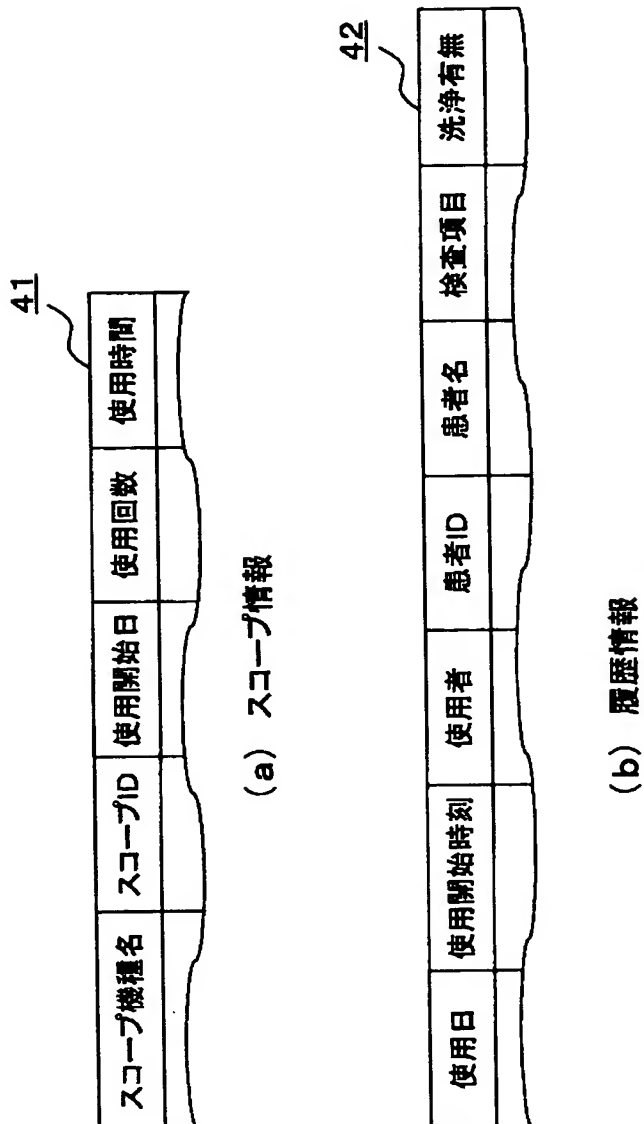 41
スコープ機種名 スコープID 使用開始日 使用回数 使用時間
(a) スコープ情報
42
使用日 使用開始時刻 使用者 患者ID 患者名 検査項目 洗浄有無
(b) 履歴情報